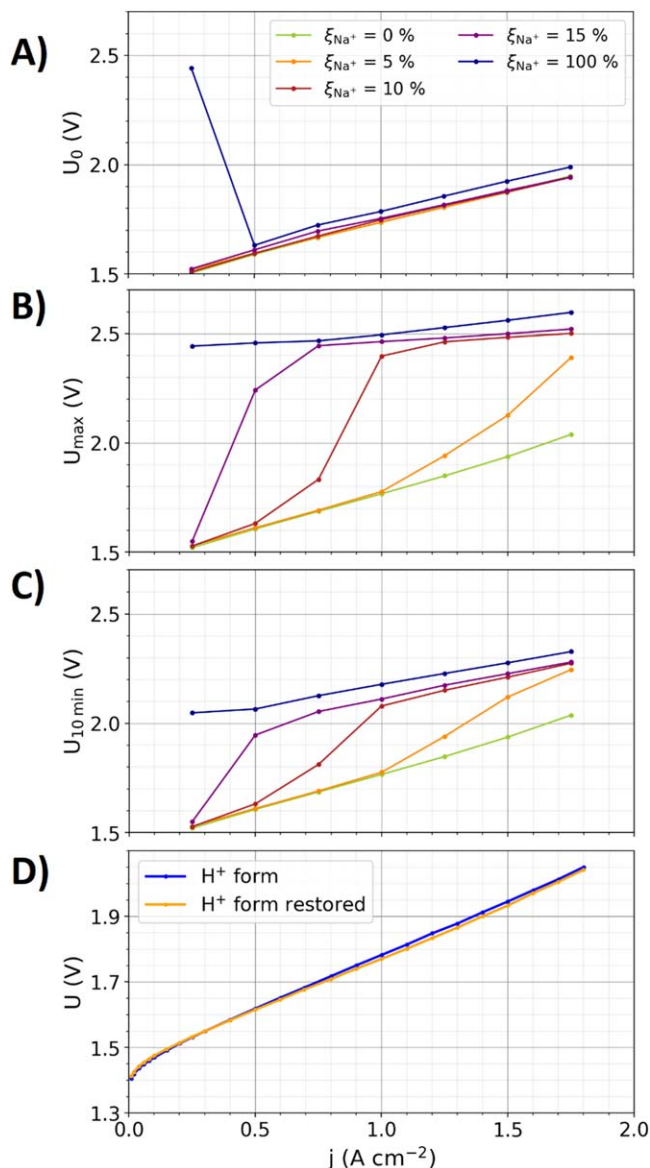 A)
U₀ (V)
2.5
2.0
1.5
ξNa⁺ = 0 %
ξNa⁺ = 5 %
ξNa⁺ = 10 %
ξNa⁺ = 15 %
ξNa⁺ = 100 %
B)
Umax (V)
2.5
2.0
1.5
C)
U10 min (V)
2.5
2.0
1.5
D)
U (V)
1.9
1.7
1.5
1.3
H⁺ form
H⁺ form restored
0.0
0.5
1.0
1.5
2.0
j (A cm⁻²)